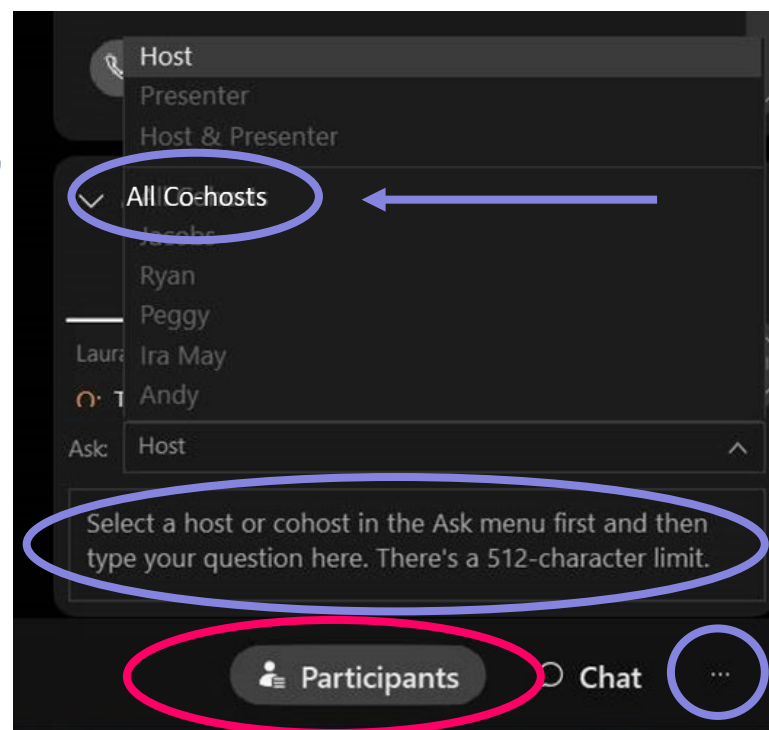 Host
Presenter
Host & Presenter
All Co-hosts
Jacobs
Ryan
Peggy
Laura
Ira May
T
Andy
Ask: Host
Select a host or cohost in the Ask menu first and then
type your question here. There's a 512-character limit.
Participants
Chat
...